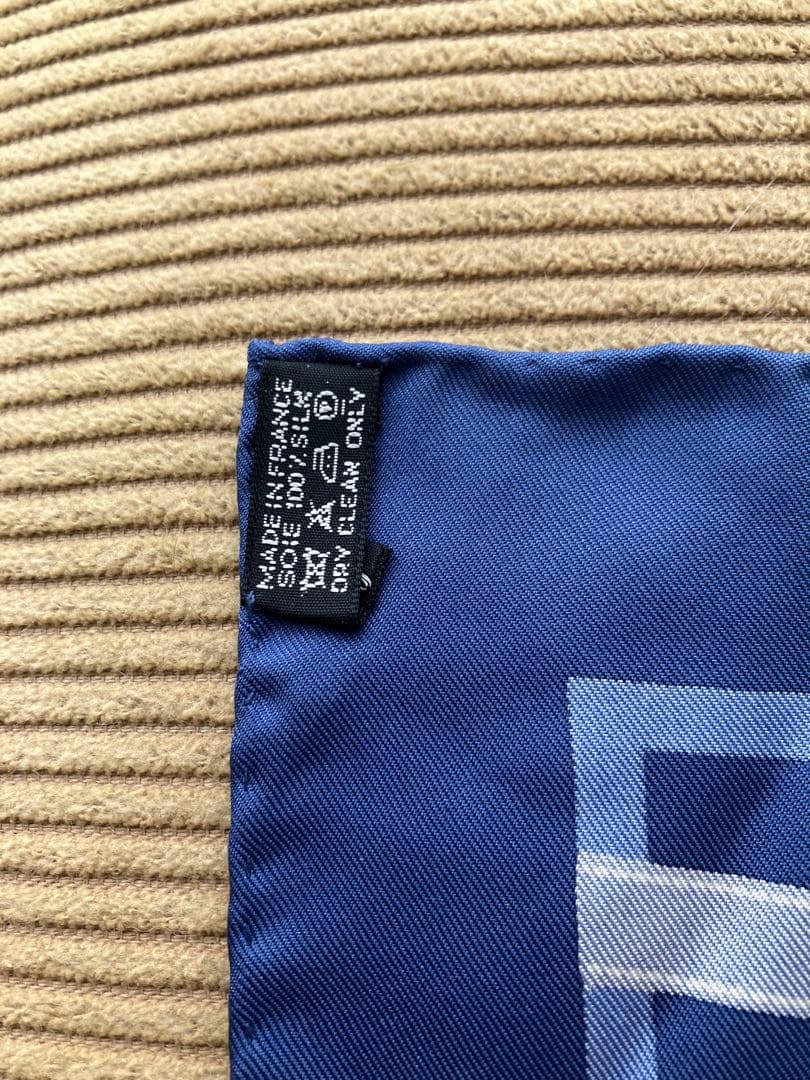 MADE IN FRANCE
SOIE 100% SILK
P
DRY CLEAN ONLY